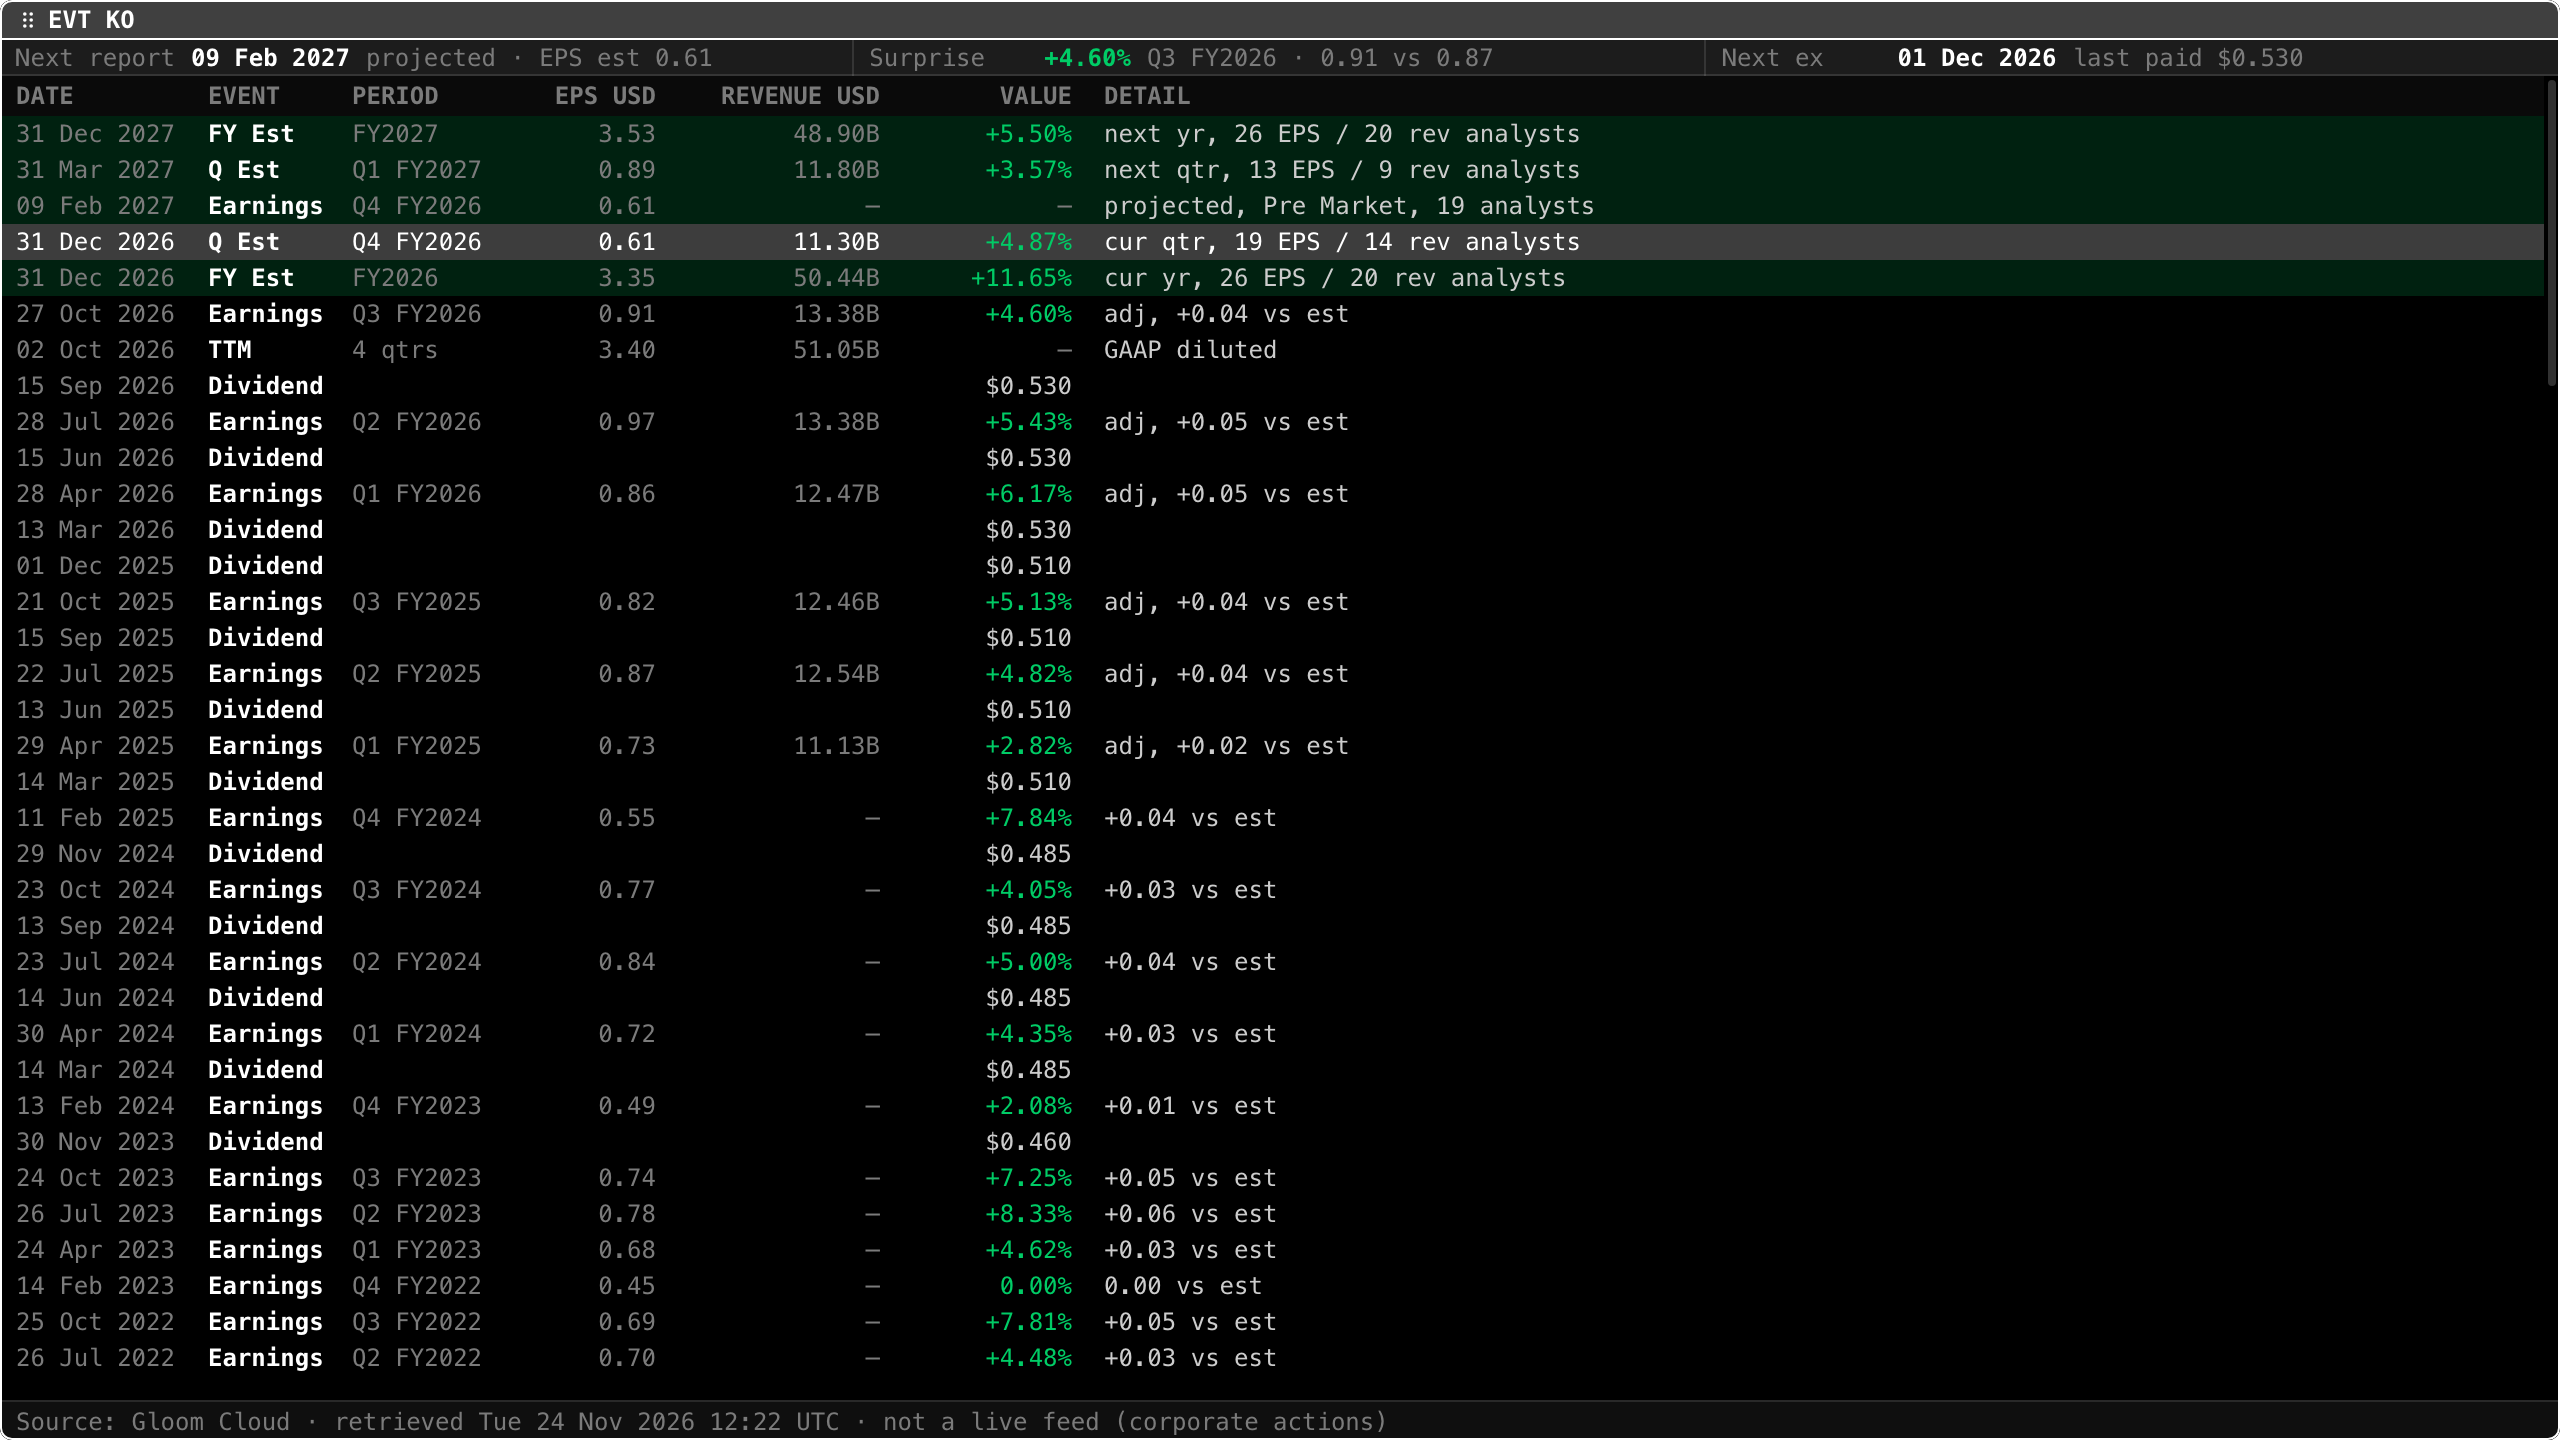 EVT KO
Next report 09 Feb 2027 projected · EPS est 0.61 Surprise +4.60% Q3 FY2026 · 0.91 vs 0.87 Next ex 01 Dec 2026 last paid $0.530
DATE EVENT PERIOD EPS USD REVENUE USD VALUE DETAIL
31 Dec 2027 FY Est FY2027 3.53 48.90B +5.50% next yr, 26 EPS / 20 rev analysts
31 Mar 2027 Q Est Q1 FY2027 0.89 11.80B +3.57% next qtr, 13 EPS / 9 rev analysts
09 Feb 2027 Earnings Q4 FY2026 0.61 — — projected, Pre Market, 19 analysts
31 Dec 2026 Q Est Q4 FY2026 0.61 11.30B +4.87% cur qtr, 19 EPS / 14 rev analysts
31 Dec 2026 FY Est FY2026 3.35 50.44B +11.65% cur yr, 26 EPS / 20 rev analysts
27 Oct 2026 Earnings Q3 FY2026 0.91 13.38B +4.60% adj, +0.04 vs est
02 Oct 2026 TTM 4 qtrs 3.40 51.05B — GAAP diluted
15 Sep 2026 Dividend $0.530
28 Jul 2026 Earnings Q2 FY2026 0.97 13.38B +5.43% adj, +0.05 vs est
15 Jun 2026 Dividend $0.530
28 Apr 2026 Earnings Q1 FY2026 0.86 12.47B +6.17% adj, +0.05 vs est
13 Mar 2026 Dividend $0.530
01 Dec 2025 Dividend $0.510
21 Oct 2025 Earnings Q3 FY2025 0.82 12.46B +5.13% adj, +0.04 vs est
15 Sep 2025 Dividend $0.510
22 Jul 2025 Earnings Q2 FY2025 0.87 12.54B +4.82% adj, +0.04 vs est
13 Jun 2025 Dividend $0.510
29 Apr 2025 Earnings Q1 FY2025 0.73 11.13B +2.82% adj, +0.02 vs est
14 Mar 2025 Dividend $0.510
11 Feb 2025 Earnings Q4 FY2024 0.55 — +7.84% +0.04 vs est
29 Nov 2024 Dividend $0.485
23 Oct 2024 Earnings Q3 FY2024 0.77 — +4.05% +0.03 vs est
13 Sep 2024 Dividend $0.485
23 Jul 2024 Earnings Q2 FY2024 0.84 — +5.00% +0.04 vs est
14 Jun 2024 Dividend $0.485
30 Apr 2024 Earnings Q1 FY2024 0.72 — +4.35% +0.03 vs est
14 Mar 2024 Dividend $0.485
13 Feb 2024 Earnings Q4 FY2023 0.49 — +2.08% +0.01 vs est
30 Nov 2023 Dividend $0.460
24 Oct 2023 Earnings Q3 FY2023 0.74 — +7.25% +0.05 vs est
26 Jul 2023 Earnings Q2 FY2023 0.78 — +8.33% +0.06 vs est
24 Apr 2023 Earnings Q1 FY2023 0.68 — +4.62% +0.03 vs est
14 Feb 2023 Earnings Q4 FY2022 0.45 — 0.00% 0.00 vs est
25 Oct 2022 Earnings Q3 FY2022 0.69 — +7.81% +0.05 vs est
26 Jul 2022 Earnings Q2 FY2022 0.70 — +4.48% +0.03 vs est
Source: Gloom Cloud · retrieved Tue 24 Nov 2026 12:22 UTC · not a live feed (corporate actions)